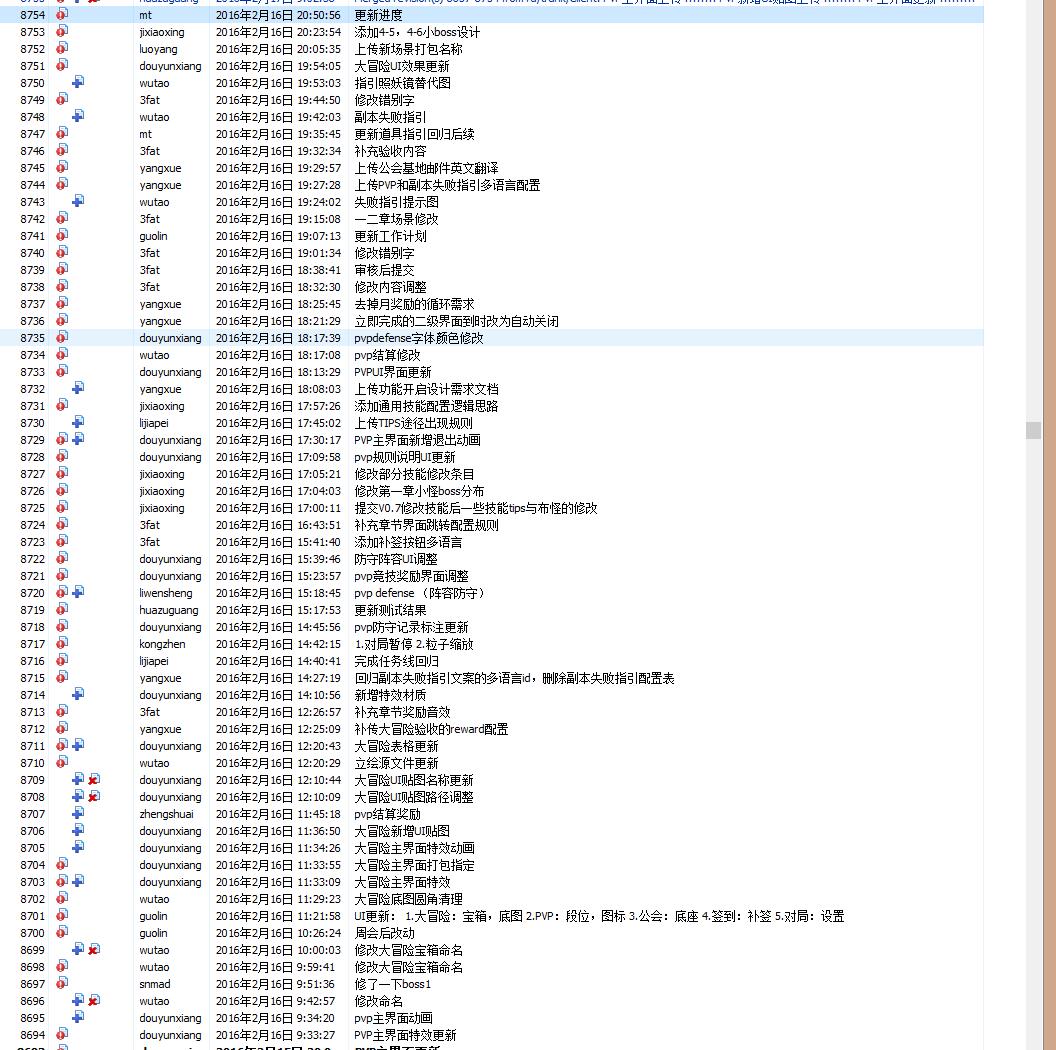 8754 mt 2016年2月16日 20:50:56 更新进度
8753 jixiaoxing 2016年2月16日 20:23:54 添加4-5，4-6小boss设计
8752 luoyang 2016年2月16日 20:05:35 上传新场景打包名称
8751 douyunxiang 2016年2月16日 19:54:05 大冒险UI效果更新
8750 wutao 2016年2月16日 19:53:03 指引照妖镜替代图
8749 3fat 2016年2月16日 19:44:50 修改错别字
8748 wutao 2016年2月16日 19:42:03 副本失败指引
8747 mt 2016年2月16日 19:35:45 更新道具指引回归后续
8746 3fat 2016年2月16日 19:32:34 补充验收内容
8745 yangxue 2016年2月16日 19:29:57 上传公会基地邮件英文翻译
8744 yangxue 2016年2月16日 19:27:28 上传PVP和副本失败指引多语言配置
8743 wutao 2016年2月16日 19:24:02 失败指引提示图
8742 3fat 2016年2月16日 19:15:08 一二章场景修改
8741 guolin 2016年2月16日 19:07:13 更新工作计划
8740 3fat 2016年2月16日 19:01:34 修改错别字
8739 3fat 2016年2月16日 18:38:41 审核后提交
8738 3fat 2016年2月16日 18:32:30 修改内容调整
8737 yangxue 2016年2月16日 18:25:45 去掉月奖励的循环需求
8736 yangxue 2016年2月16日 18:21:29 立即完成的二级界面到时改为自动关闭
8735 douyunxiang 2016年2月16日 18:17:39 pvpdefense字体颜色修改
8734 wutao 2016年2月16日 18:17:08 pvp结算修改
8733 douyunxiang 2016年2月16日 18:13:29 PVPUI界面更新
8732 yangxue 2016年2月16日 18:08:03 上传功能开启设计需求文档
8731 jixiaoxing 2016年2月16日 17:57:26 添加通用技能配置逻辑思路
8730 lijiapei 2016年2月16日 17:45:02 上传TIPS途径出现规则
8729 douyunxiang 2016年2月16日 17:30:17 PVP主界面新增退出动画
8728 douyunxiang 2016年2月16日 17:09:58 pvp规则说明UI更新
8727 jixiaoxing 2016年2月16日 17:05:21 修改部分技能修改条目
8726 jixiaoxing 2016年2月16日 17:04:03 修改第一章小怪boss分布
8725 jixiaoxing 2016年2月16日 17:00:11 提交V0.7修改技能后一些技能tips与布怪的修改
8724 3fat 2016年2月16日 16:43:51 补充章节界面跳转配置规则
8723 3fat 2016年2月16日 15:41:40 添加补签按钮多语言
8722 douyunxiang 2016年2月16日 15:39:46 防守阵容UI调整
8721 douyunxiang 2016年2月16日 15:23:57 pvp竞技奖励界面调整
8720 liwensheng 2016年2月16日 15:18:45 pvp defense （阵容防守）
8719 huazuguang 2016年2月16日 15:17:53 更新测试结果
8718 douyunxiang 2016年2月16日 14:45:56 pvp防守记录标注更新
8717 kongzhen 2016年2月16日 14:42:15 1.对局暂停 2.粒子缩放
8716 lijiapei 2016年2月16日 14:40:41 完成任务线回归
8715 yangxue 2016年2月16日 14:27:19 回归副本失败指引文案的多语言id，删除副本失败指引配置表
8714 douyunxiang 2016年2月16日 14:10:56 新增特效材质
8713 3fat 2016年2月16日 12:26:57 补充章节奖励音效
8712 yangxue 2016年2月16日 12:25:09 补传大冒险验收的reward配置
8711 douyunxiang 2016年2月16日 12:20:43 大冒险表格更新
8710 wutao 2016年2月16日 12:20:29 立绘源文件更新
8709 douyunxiang 2016年2月16日 12:10:44 大冒险UI贴图名称更新
8708 douyunxiang 2016年2月16日 12:10:09 大冒险UI贴图路径调整
8707 zhengshuai 2016年2月16日 11:45:18 pvp结算奖励
8706 douyunxiang 2016年2月16日 11:36:50 大冒险新增UI贴图
8705 douyunxiang 2016年2月16日 11:34:26 大冒险主界面特效动画
8704 douyunxiang 2016年2月16日 11:33:55 大冒险主界面打包指定
8703 douyunxiang 2016年2月16日 11:33:09 大冒险主界面特效
8702 wutao 2016年2月16日 11:29:23 大冒险底图圆角清理
8701 guolin 2016年2月16日 11:21:58 UI更新： 1.大冒险：宝箱，底图 2.PVP：段位，图标 3.公会：底座 4.签到：补签 5.对局：设置
8700 guolin 2016年2月16日 10:26:24 周会后改动
8699 wutao 2016年2月16日 10:00:03 修改大冒险宝箱命名
8698 wutao 2016年2月16日 9:59:41 修改大冒险宝箱命名
8697 snmad 2016年2月16日 9:51:36 修了一下boss1
8696 wutao 2016年2月16日 9:42:57 修改命名
8695 douyunxiang 2016年2月16日 9:34:20 pvp主界面动画
8694 douyunxiang 2016年2月16日 9:33:27 PVP主界面特效更新